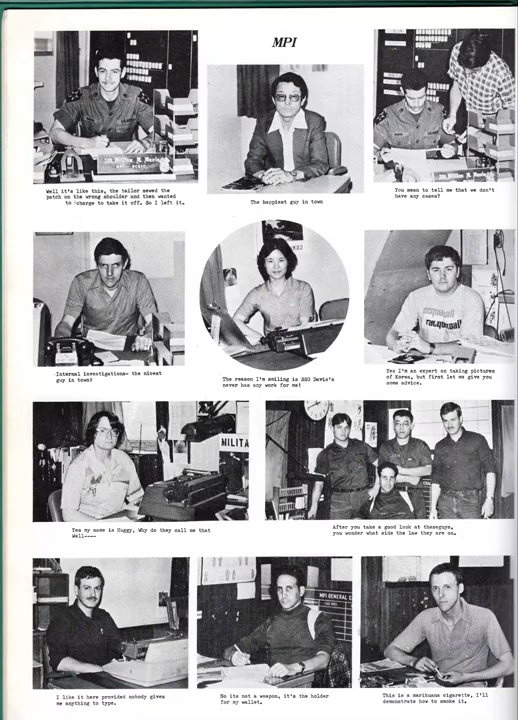 MPI
Well it's like this, the tailor sewed the
patch on the wrong shoulder and then wanted
to charge to take it off. So I left it.
The happiest guy in town
You mean to tell me that we don't
have any cases?
Internal investigations- the nicest
guy in town!
The reason I'm smiling is SSG Davis's
never has any work for me!
racquetball
racquetball
Yes I'm an expert on taking pictures
of Korea, but first let me give you
some advice.
MILITA
Yes my name is Huggy, Why do they call me that
Well----
After you take a good look at theseguys,
you wonder what side the law they are on.
I like it here provided nobody gives
me anything to type.
MPI GENERAL C
No its not a weapon, it's the holder
for my wallet.
This is a marihuana cigarette, I'll
demonstrate how to smoke it.